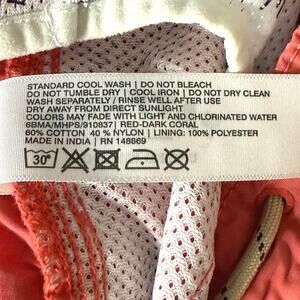 STANDARD COOL WASH | DO NOT BLEACH
DO NOT TUMBLE DRY | COOL IRON | DO NOT DRY CLEAN
WASH SEPARATELY / RINSE WELL AFTER USE
DRY AWAY FROM DIRECT SUNLIGHT
COLORS MAY FADE WITH LIGHT AND CHLORINATED WATER
6BMA/MHPS/910837 | RED-DARK CORAL
60% COTTON 40 % NYLON | LINING: 100% POLYESTER
MADE IN INDIA | RN 148869
30°